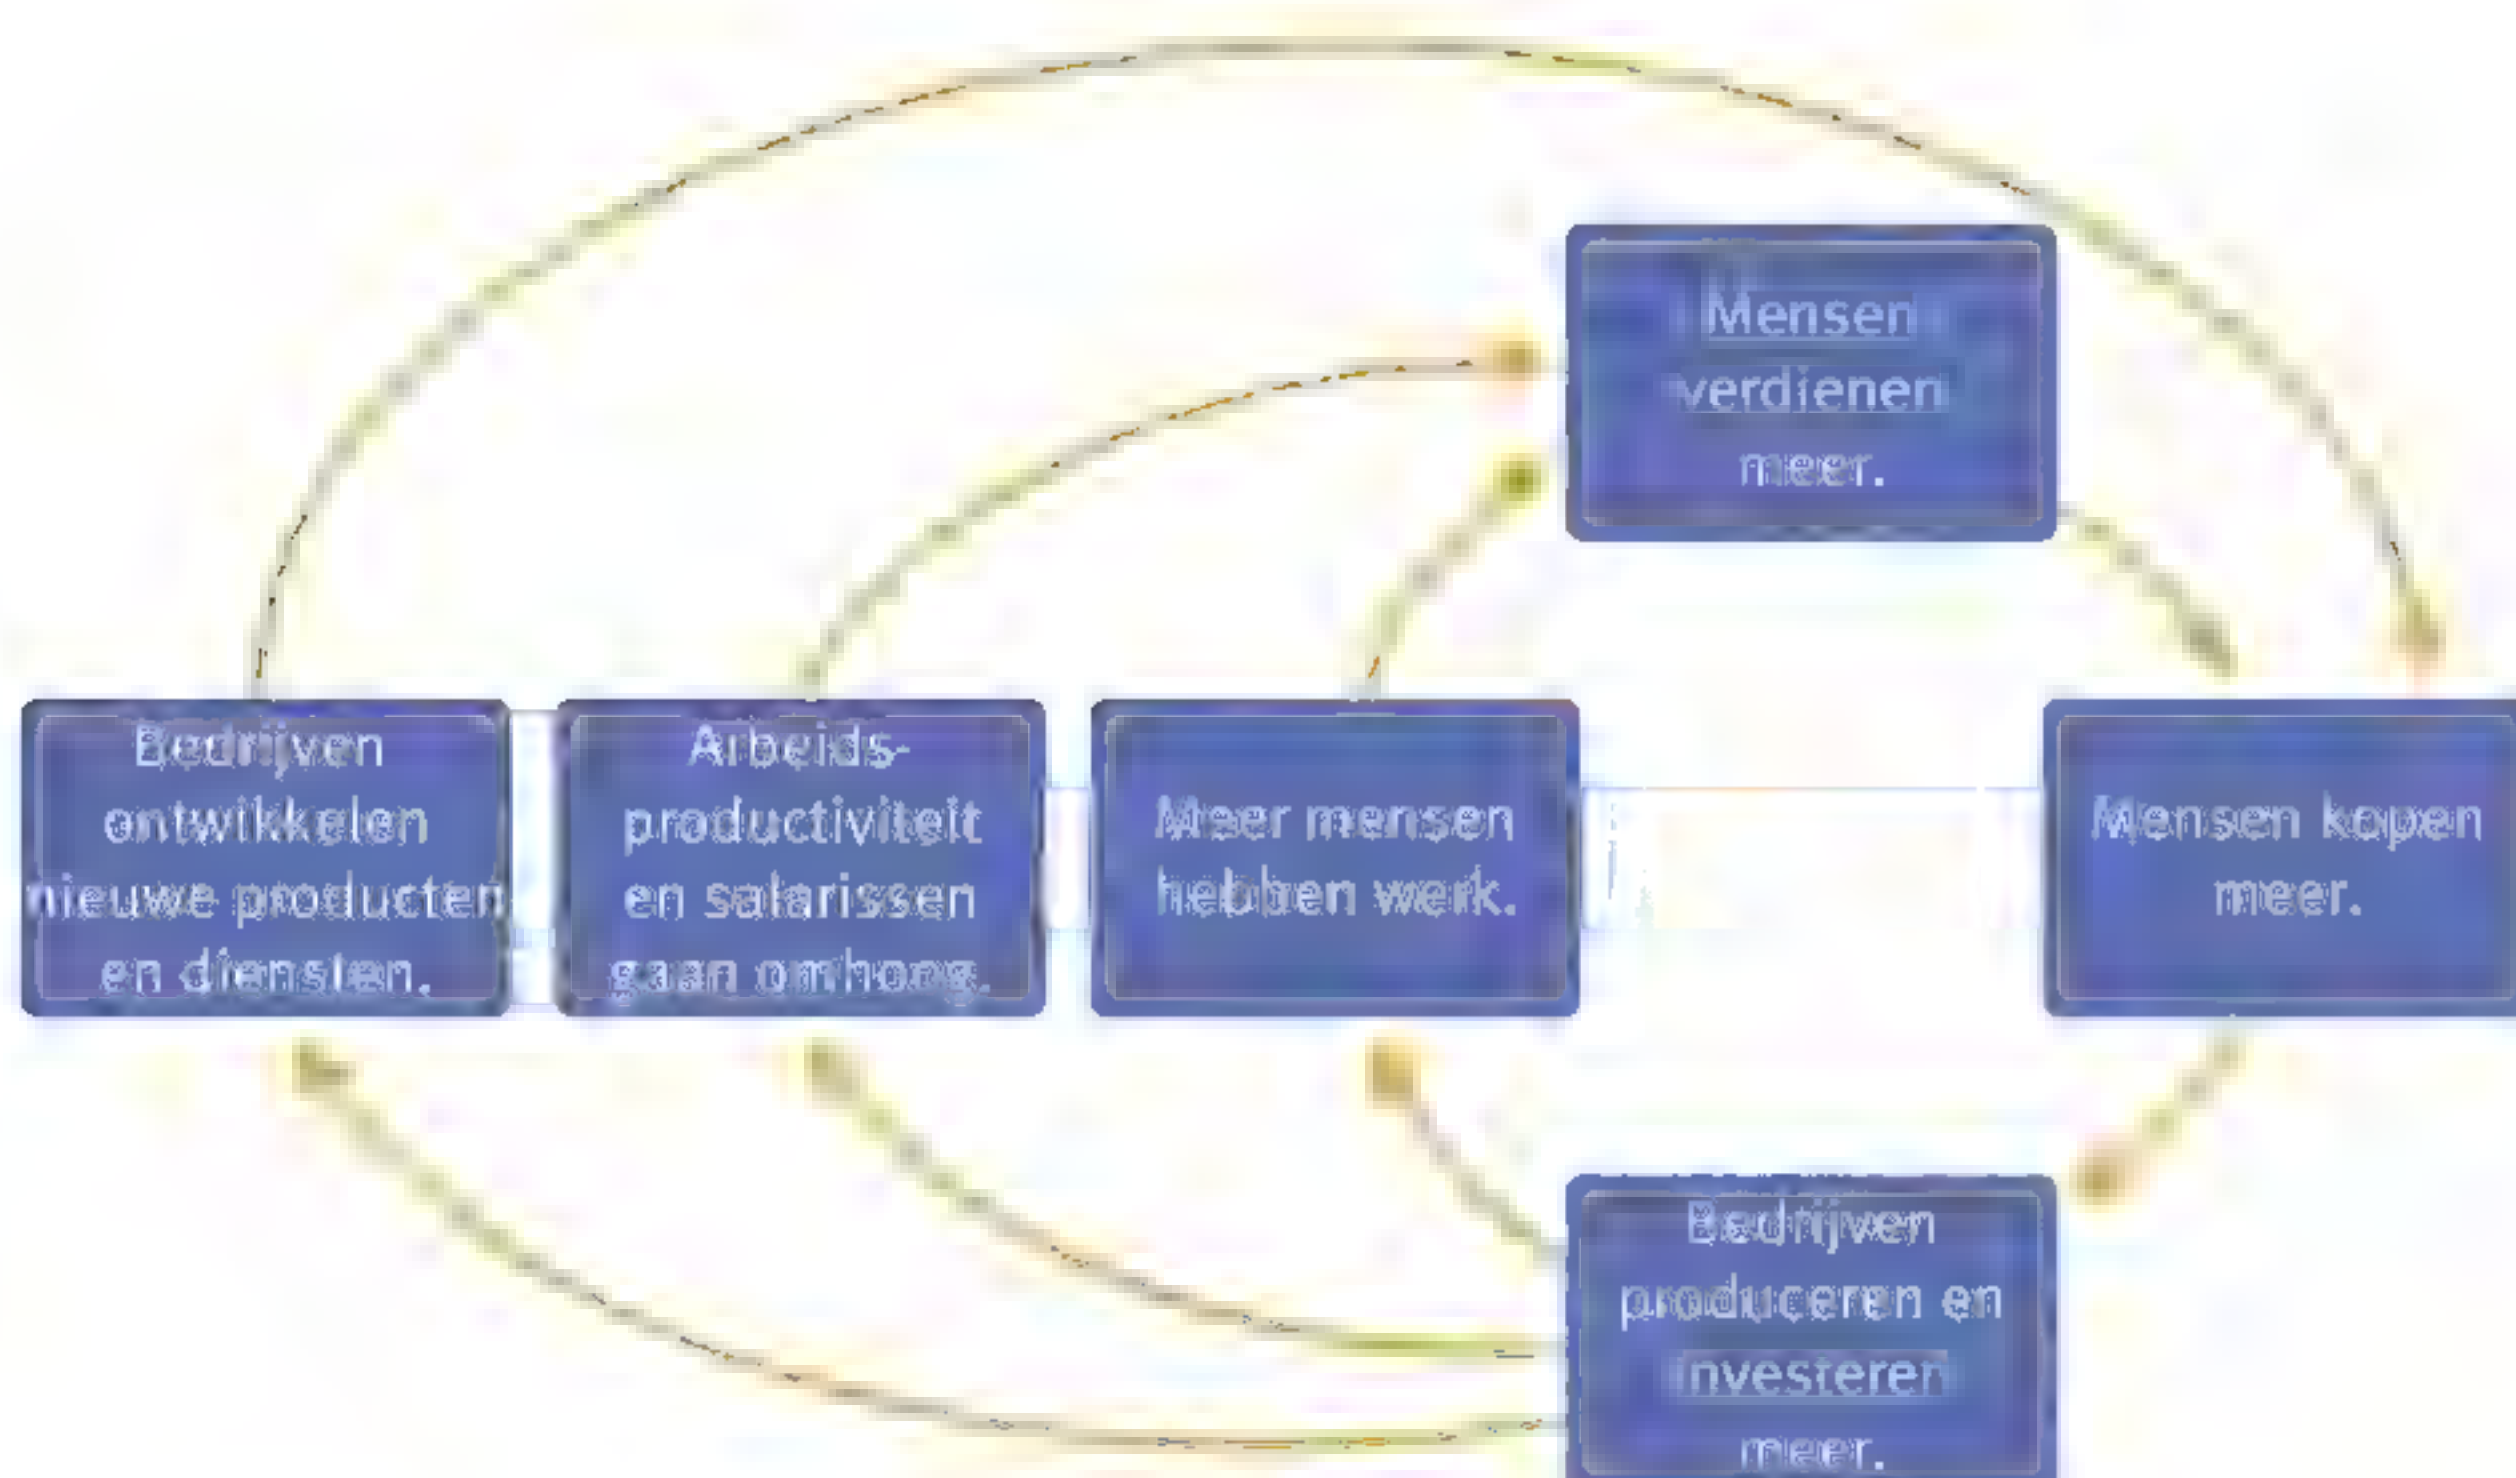 Mensen
verdienen
meer.
Bedrijven
ontwikkelen
nieuwe producten
en diensten.
Arbeids-
productiviteit
en salarissen
gaan omhoog.
Meer mensen
hebben werk.
Mensen kopen
meer.
Bedrijven
produceren en
investeren
meer.